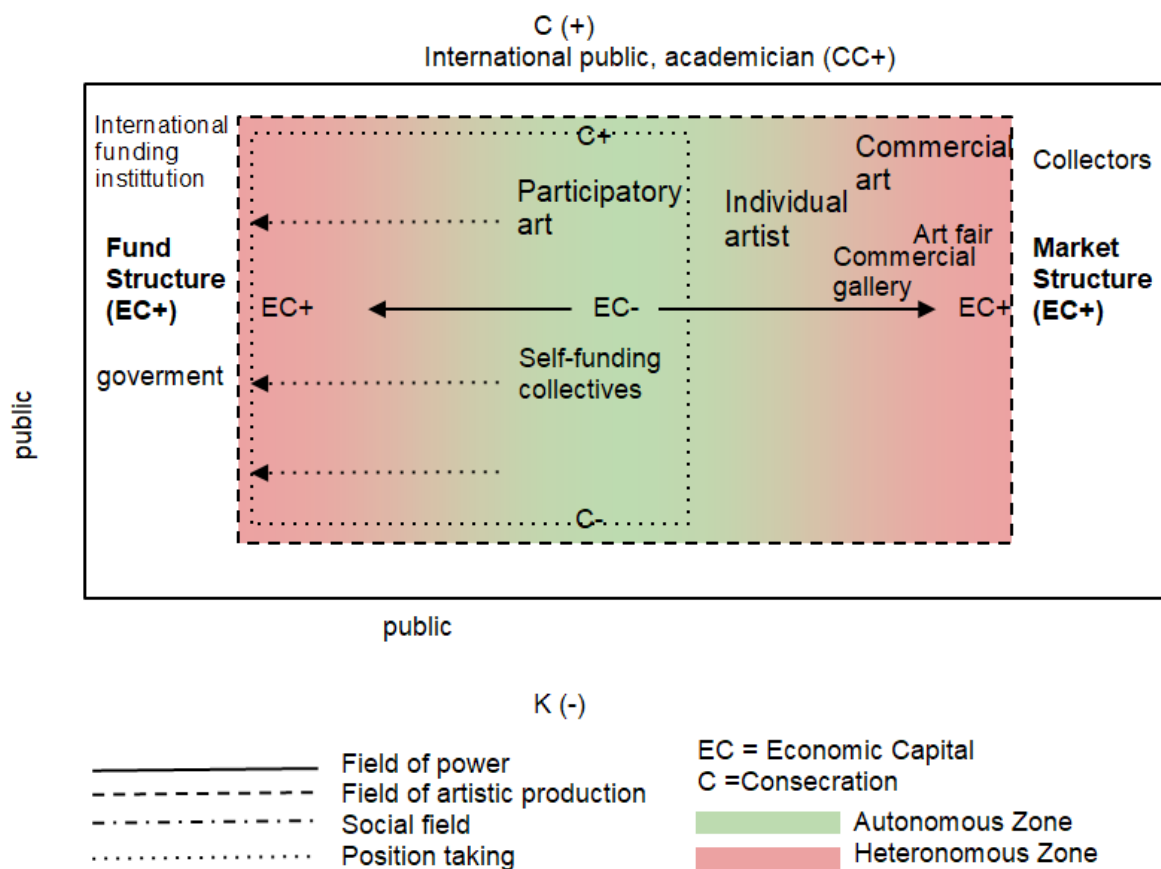 C (+)
International public, academician (CC+)
International
funding
instittution
C+
Commercial
art
Collectors
Participatory
art
Individual
artist
Fund
Structure
(EC+)
Art fair
Commercial
gallery
Market
Structure
(EC+)
EC+
EC-
EC+
goverment
Self-funding
collectives
public
C-
public
K (-)
Field of power
Field of artistic production
Social field
Position taking
EC = Economic Capital
C =Consecration
Autonomous Zone
Heteronomous Zone